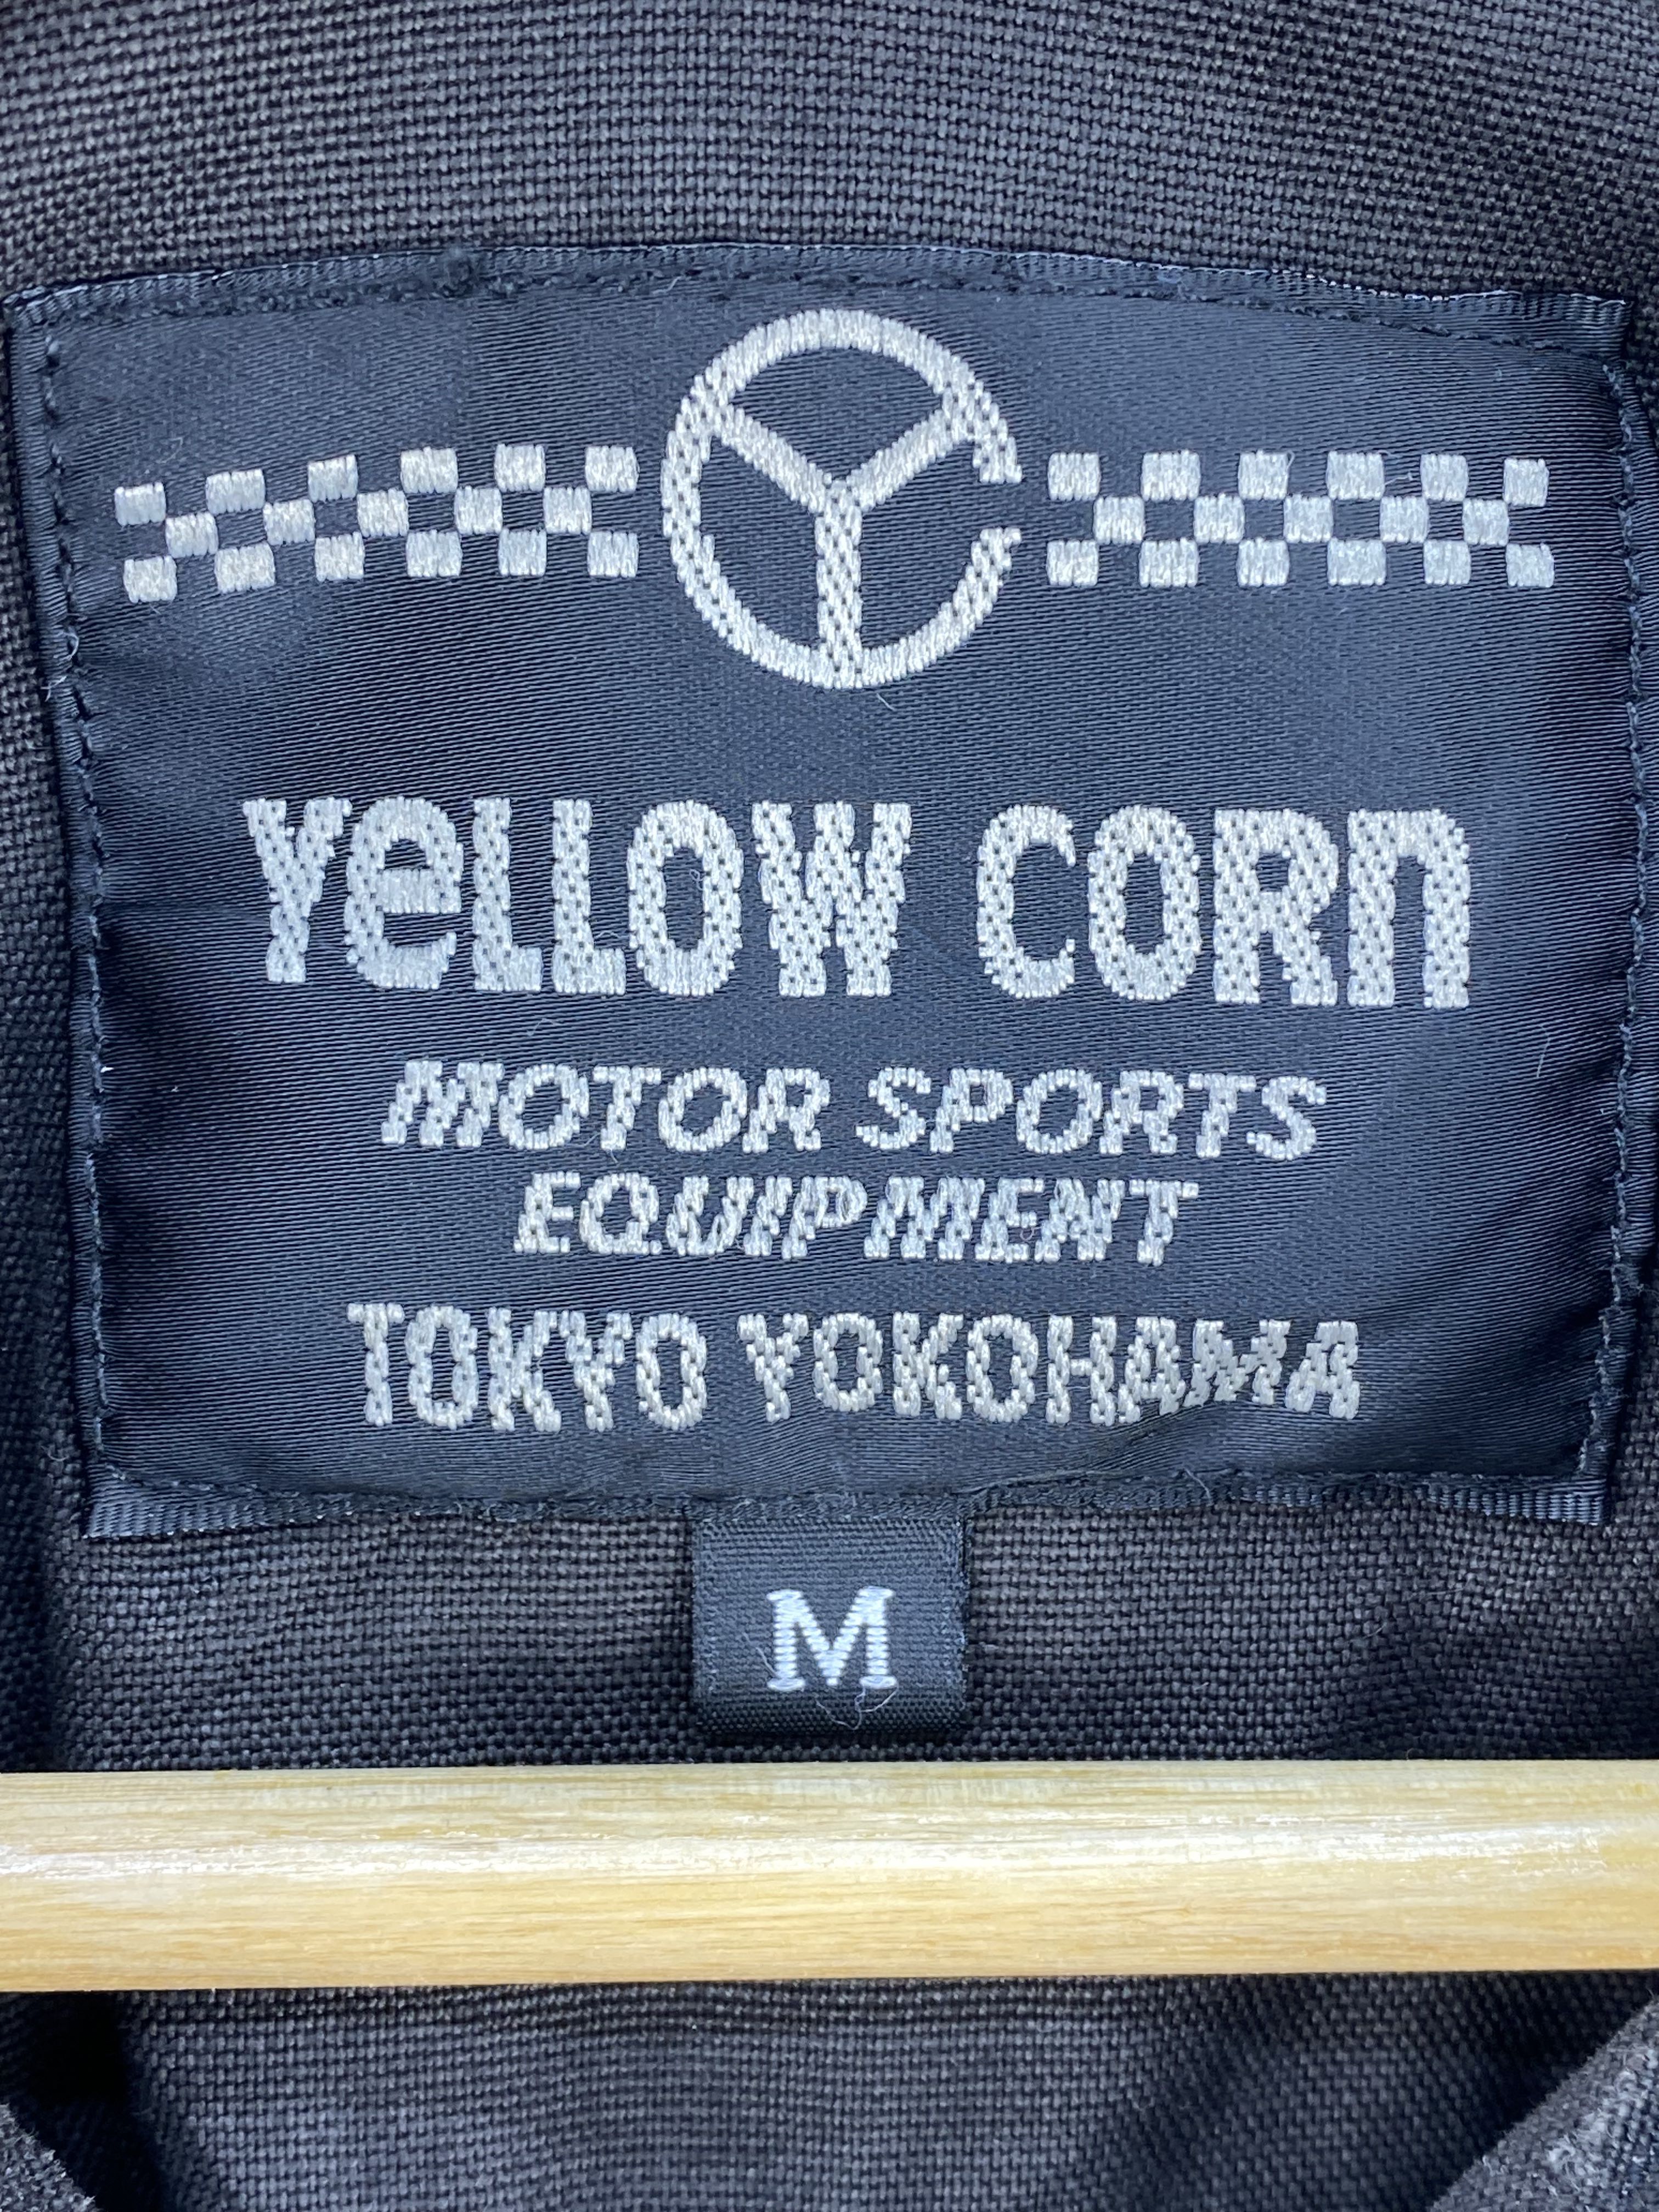 YeLLOW CORn
MOTOR SPORTS
EQUIPMENT
TOKYO YOKOHAMA
M